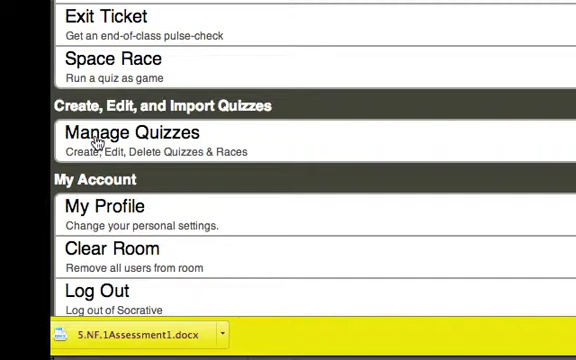 Exit Ticket
Get an end-of-class pulse-check
Space Race
Run a quiz as game
Create, Edit, and Import Quizzes
Manage Quizzes
Create, Edit, Delete Quizzes & Races
My Account
My Profile
Change your personal settings.
Clear Room
Remove all users from room
Log Out
Log out of Socrative
5.NF.1Assessment1.docx